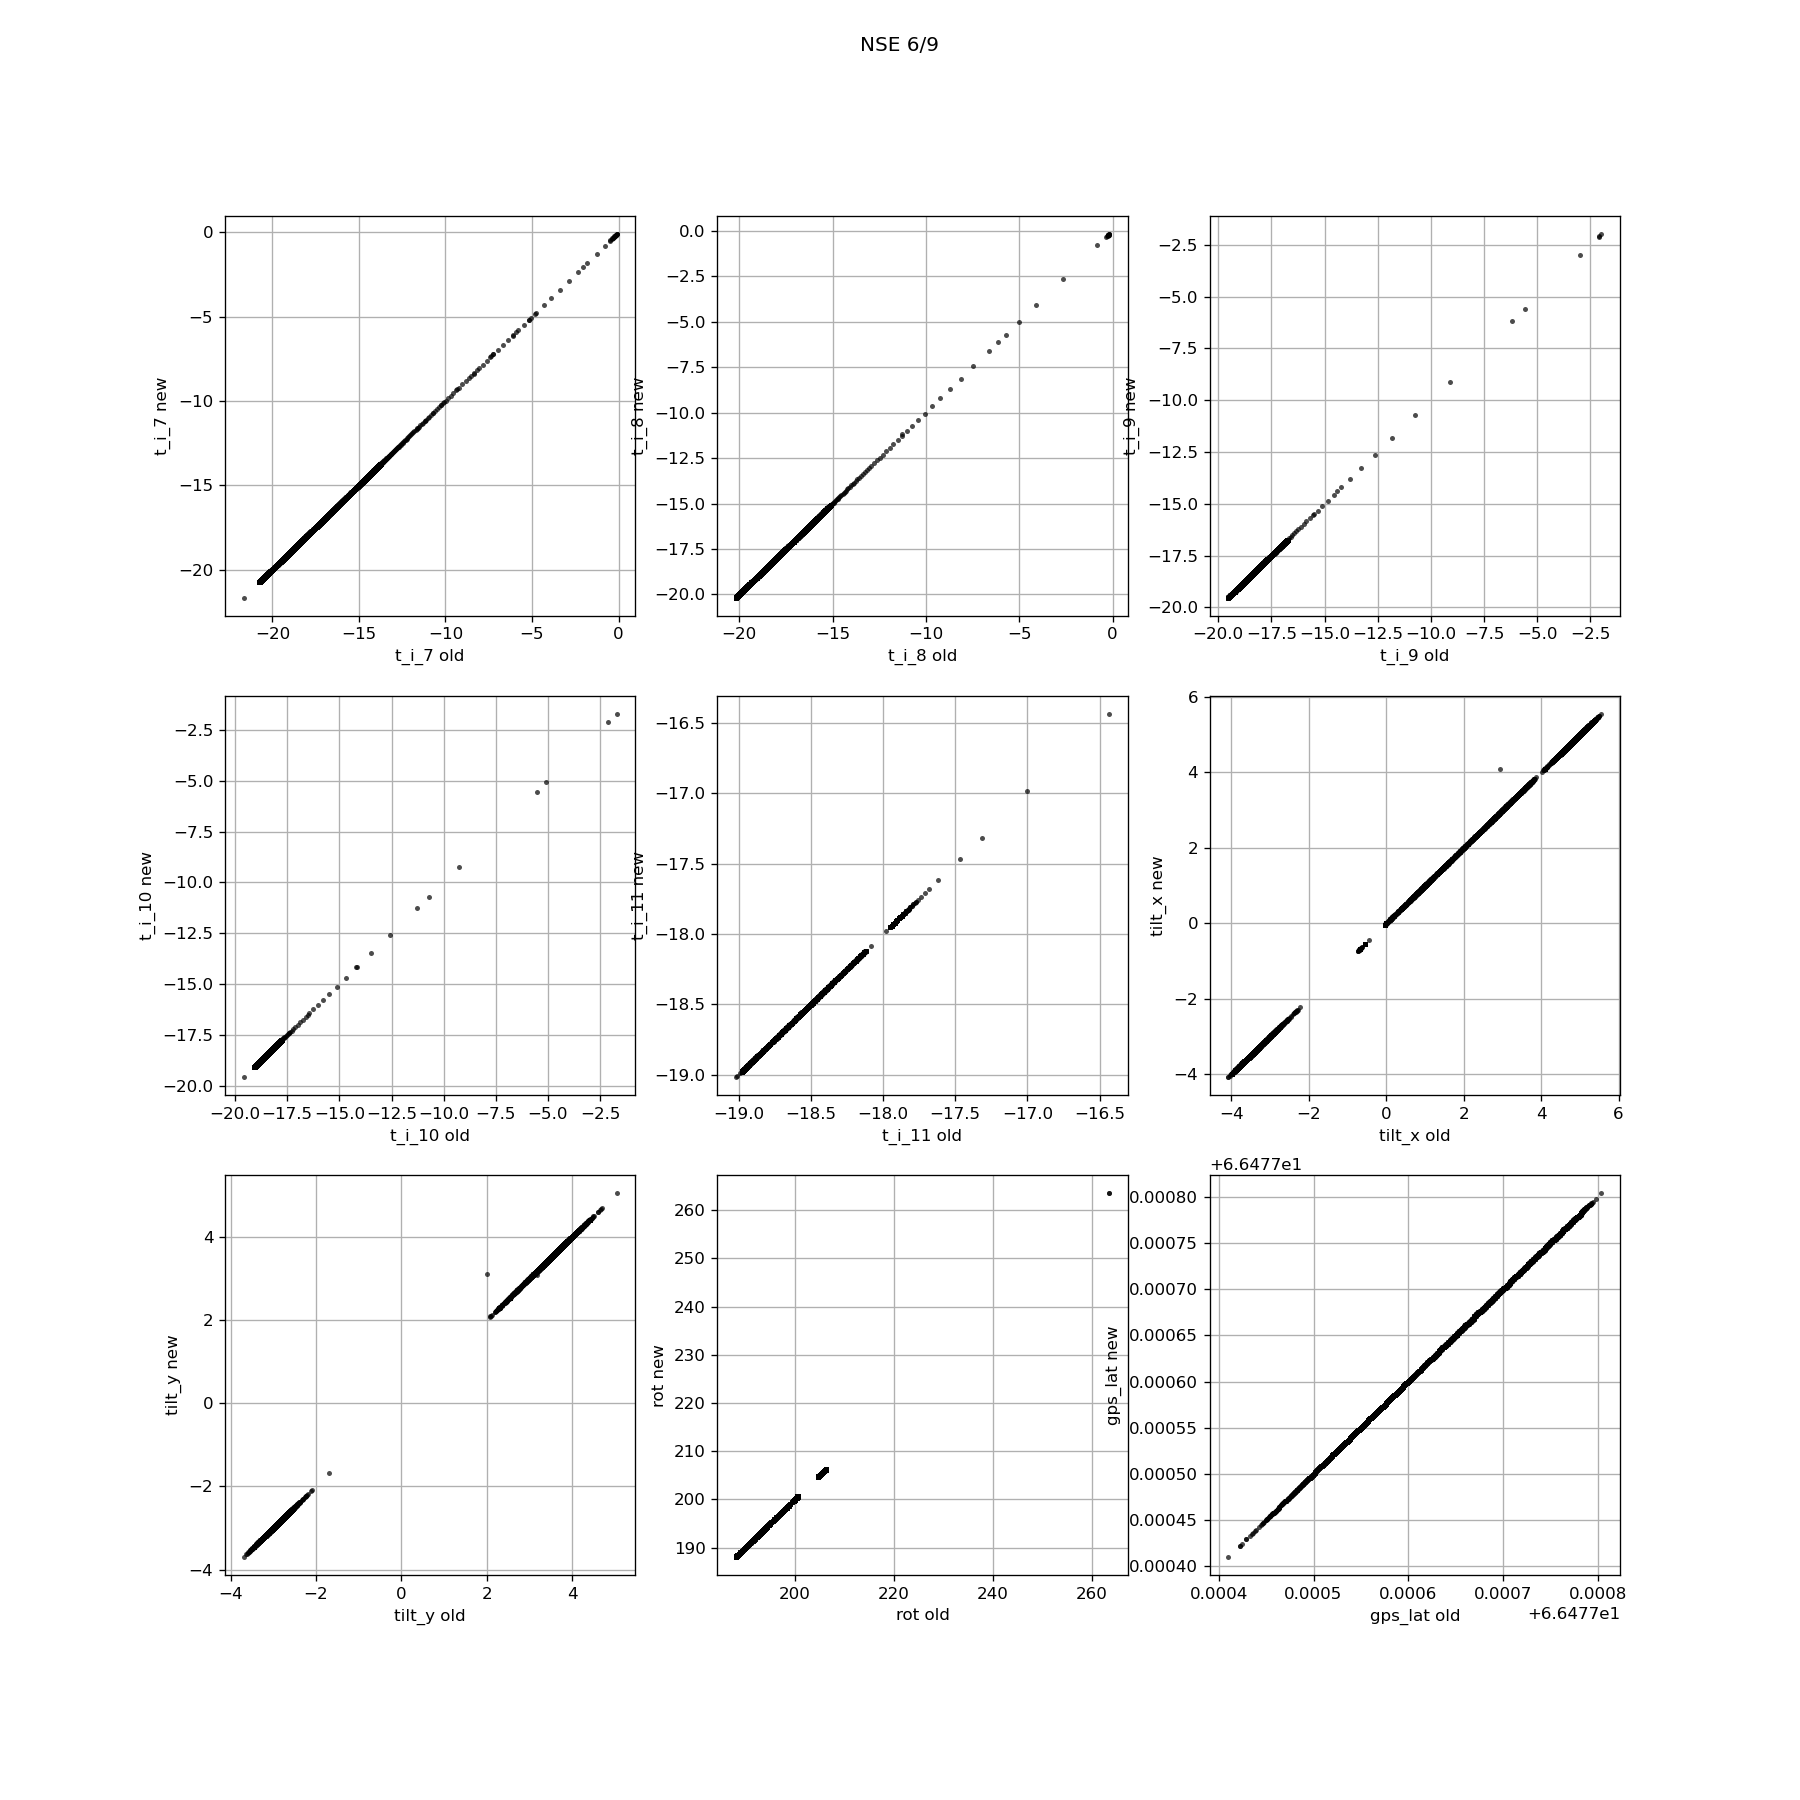 NSE 6/9
0
−5
−10
−15
−20
t_i_7 new
−20 −15 −10 −5 0
t_i_7 old
0.0
−2.5
−5.0
−7.5
−10.0
−12.5
−15.0
−17.5
−20.0
t_i_8 new
−20 −15 −10 −5 0
t_i_8 old
−2.5
−5.0
−7.5
−10.0
−12.5
−15.0
−17.5
−20.0
t_i_9 new
−20.0 −17.5 −15.0 −12.5 −10.0 −7.5 −5.0 −2.5
t_i_9 old
−2.5
−5.0
−7.5
−10.0
−12.5
−15.0
−17.5
−20.0
t_i_10 new
−20.0 −17.5 −15.0 −12.5 −10.0 −7.5 −5.0 −2.5
t_i_10 old
−16.5
−17.0
−17.5
−18.0
−18.5
−19.0
t_i_11 new
−19.0 −18.5 −18.0 −17.5 −17.0 −16.5
t_i_11 old
6
4
2
0
−2
−4
tilt_x new
−4 −2 0 2 4 6
tilt_x old
4
2
0
−2
−4
tilt_y new
−4 −2 0 2 4
tilt_y old
260
250
240
230
220
210
200
190
rot new
200 220 240 260
rot old
+6.6477e1
0.00080
0.00075
0.00070
0.00065
0.00060
0.00055
0.00050
0.00045
0.00040
gps_lat new
0.0004 0.0005 0.0006 0.0007 0.0008
gps_lat old
+6.6477e1